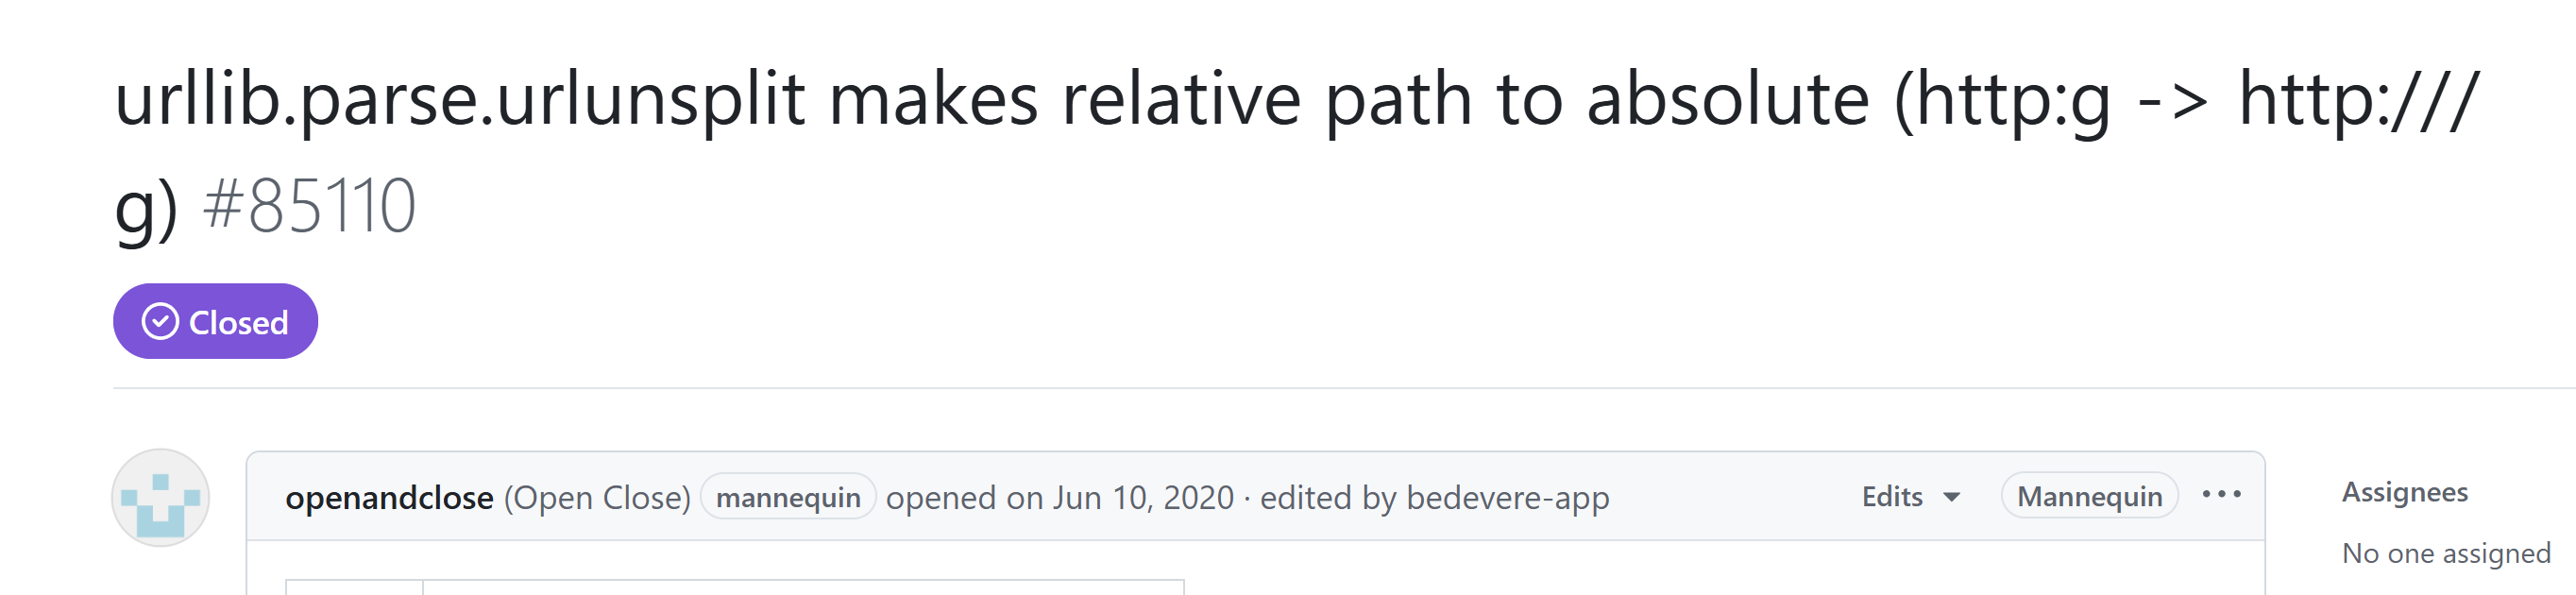 urllib.parse.urlunsplit makes relative path to absolute (http:g -> http:///
g) #85110
Closed
openandclose (Open Close) mannequin opened on Jun 10, 2020 · edited by bedevere-app Edits Mannequin
Assignees
No one assigned